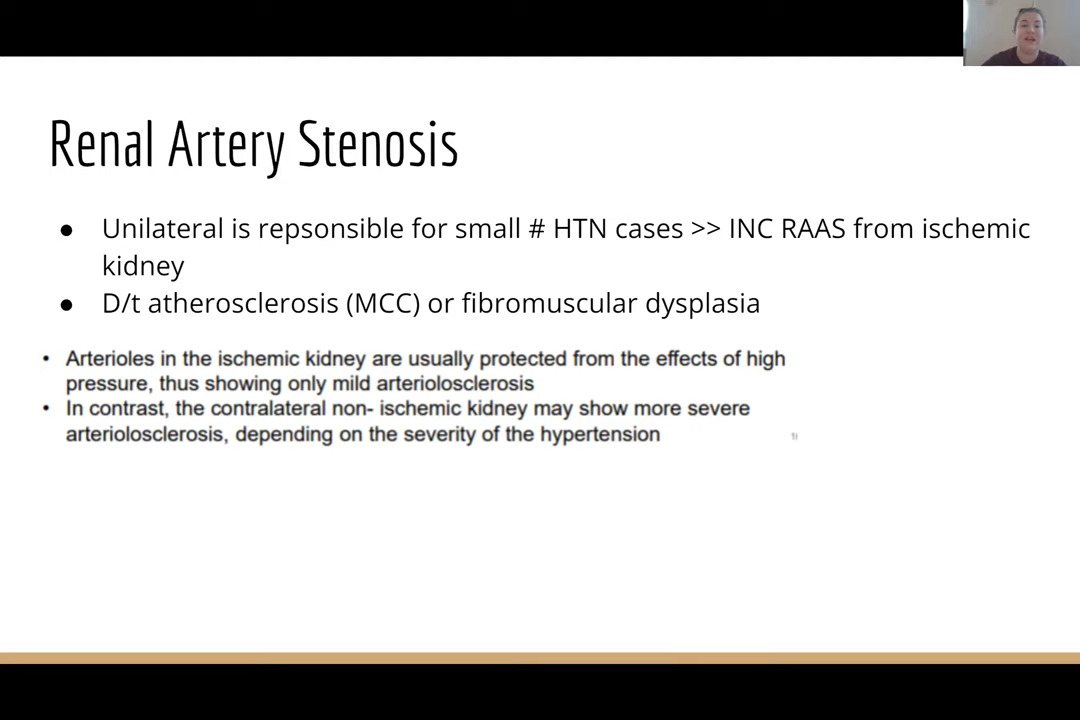 Renal Artery Stenosis
● Unilateral is repsonsible for small # HTN cases >> INC RAAS from ischemic
kidney
● D/t atherosclerosis (MCC) or fibromuscular dysplasia
• Arterioles in the ischemic kidney are usually protected from the effects of high
pressure, thus showing only mild arteriolosclerosis
• In contrast, the contralateral non- ischemic kidney may show more severe
arteriolosclerosis, depending on the severity of the hypertension